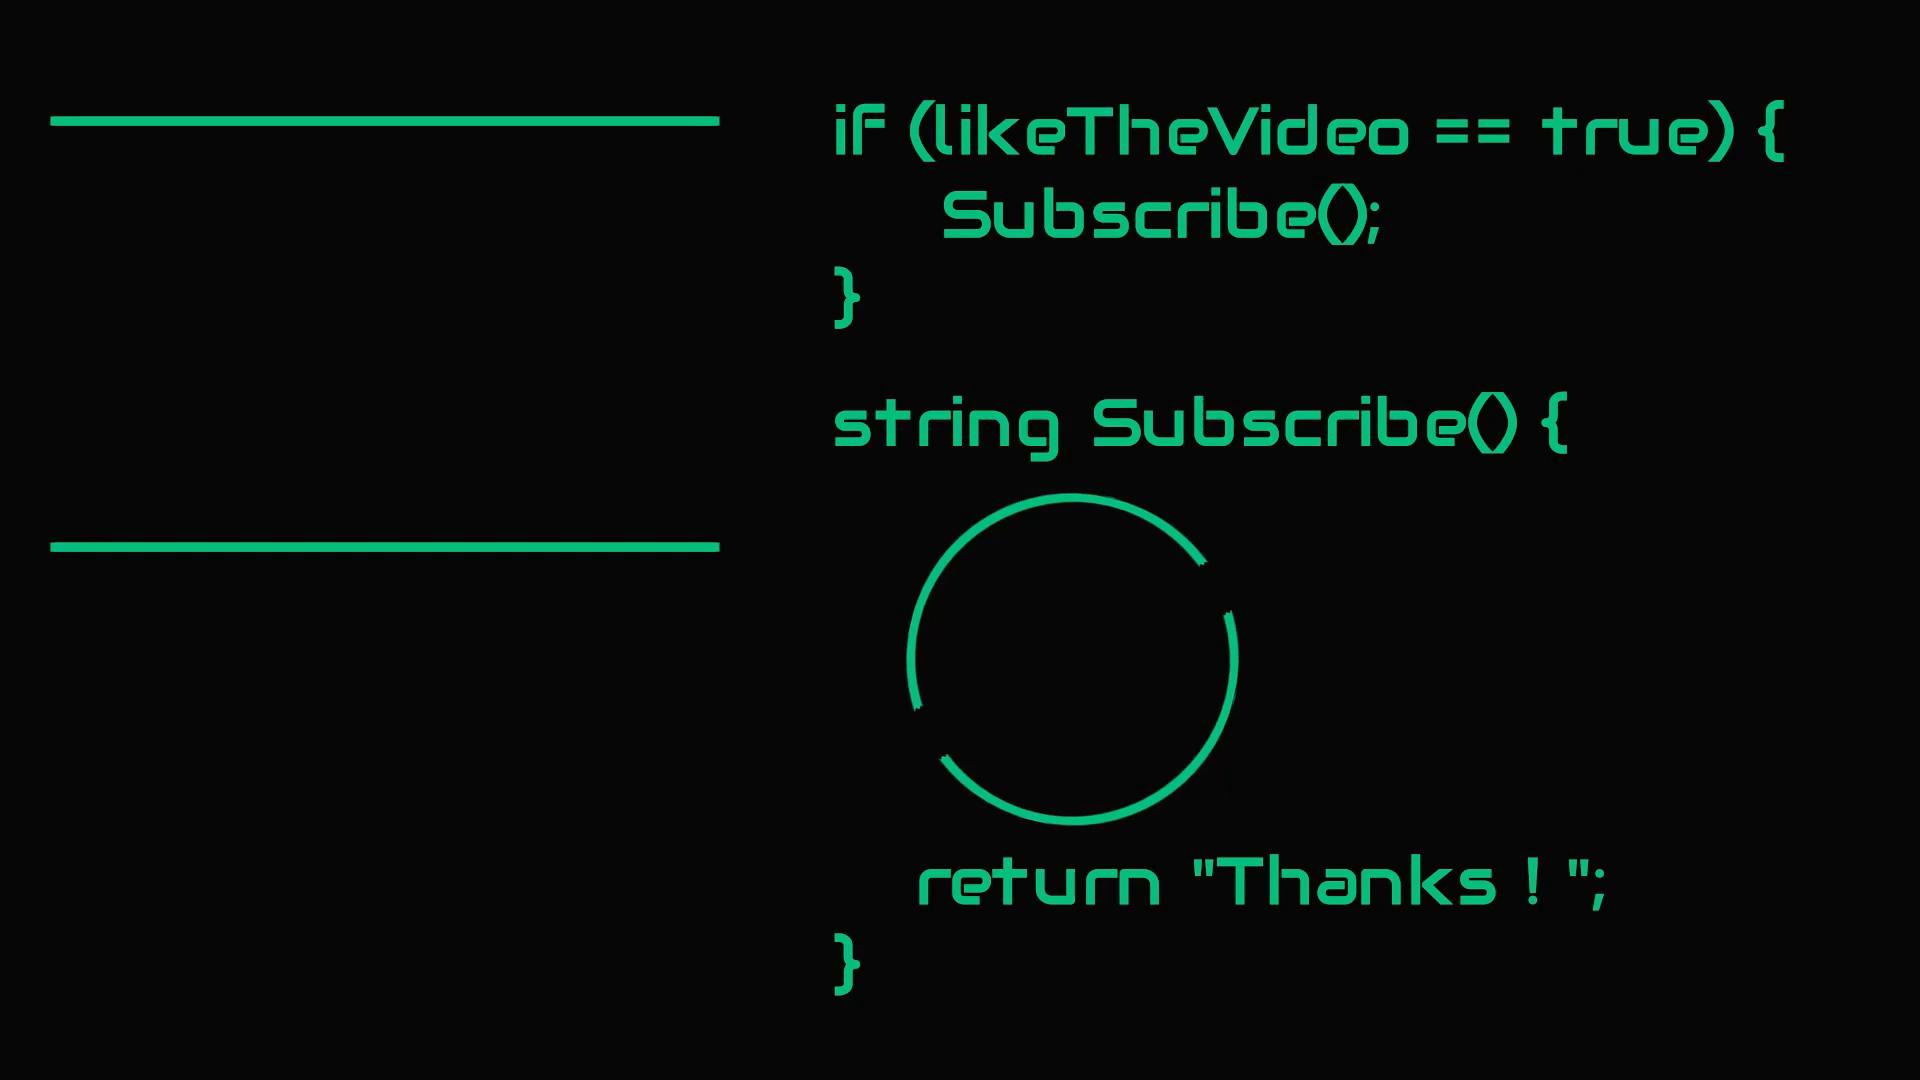 if (likeTheVideo == true) {
Subscribe();
}
string Subscribe() {
return "Thanks ! ";
}